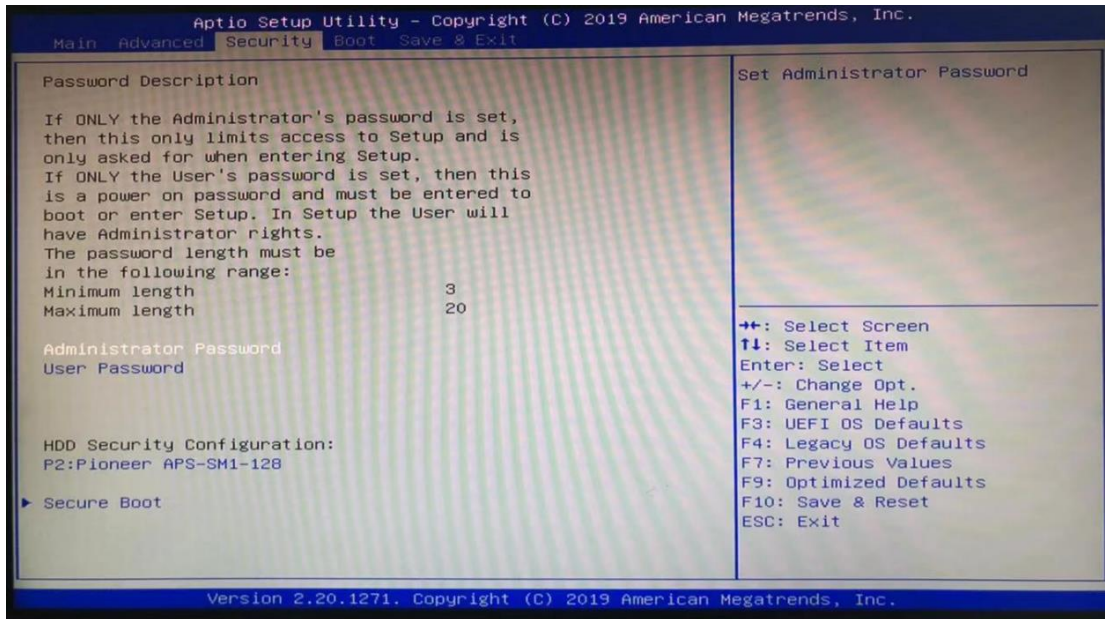 Aptio Setup Utility – Copyright (C) 2019 American Megatrends, Inc.
Main Advanced Security Boot Save & Exit
Password Description
If ONLY the Administrator's password is set,
then this only limits access to Setup and is
only asked for when entering Setup.
If ONLY the User's password is set, then this
is a power on password and must be entered to
boot or enter Setup. In Setup the User will
have Administrator rights.
The password length must be
in the following range:
Minimum length 3
Maximum length 20
Administrator Password
User Password
HDD Security Configuration:
P2:Pioneer APS-SM1-128
► Secure Boot
Set Administrator Password
→←: Select Screen
↑↓: Select Item
Enter: Select
+/-: Change Opt.
F1: General Help
F3: UEFI OS Defaults
F4: Legacy OS Defaults
F7: Previous Values
F9: Optimized Defaults
F10: Save & Reset
ESC: Exit
Version 2.20.1271. Copyright (C) 2019 American Megatrends, Inc.